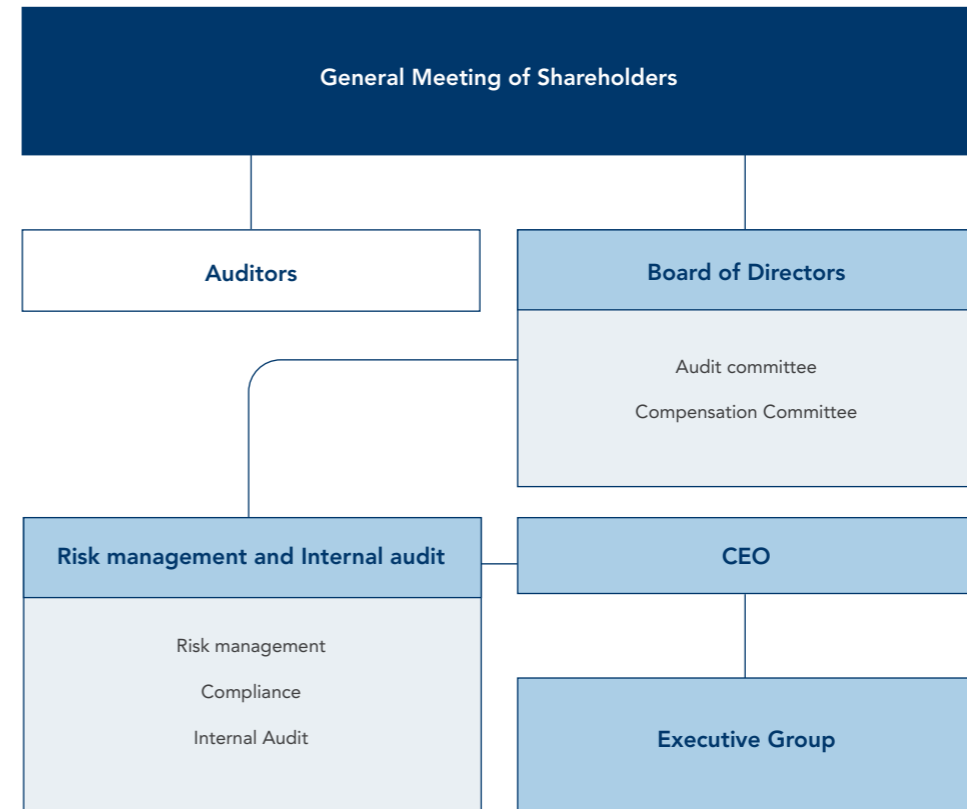 General Meeting of Shareholders
Auditors
Board of Directors
Audit committee
Compensation Committee
Risk management and Internal audit
Risk management
Compliance
Internal Audit
CEO
Executive Group